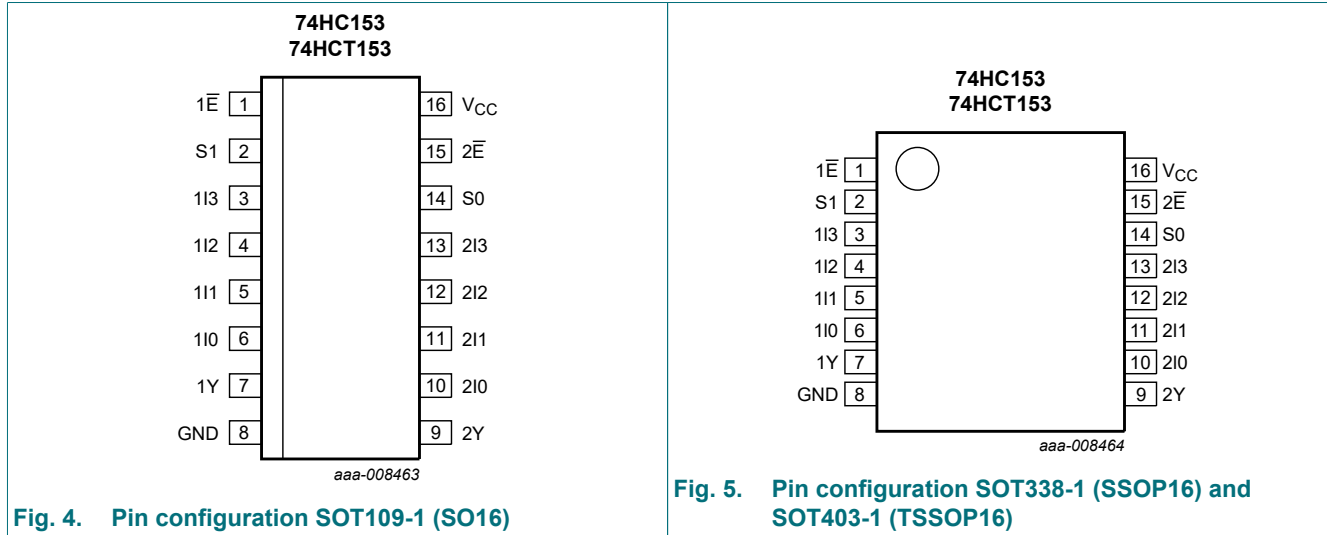 74HC153
74HCT153
1E̅ 1 16 VCC
S1 2 15 2E̅
1I3 3 14 S0
1I2 4 13 2I3
1I1 5 12 2I2
1I0 6 11 2I1
1Y 7 10 2I0
GND 8 9 2Y
aaa-008463
Fig. 4. Pin configuration SOT109-1 (SO16)
74HC153
74HCT153
1E̅ 1 16 VCC
S1 2 15 2E̅
1I3 3 14 S0
1I2 4 13 2I3
1I1 5 12 2I2
1I0 6 11 2I1
1Y 7 10 2I0
GND 8 9 2Y
aaa-008464
Fig. 5. Pin configuration SOT338-1 (SSOP16) and
SOT403-1 (TSSOP16)